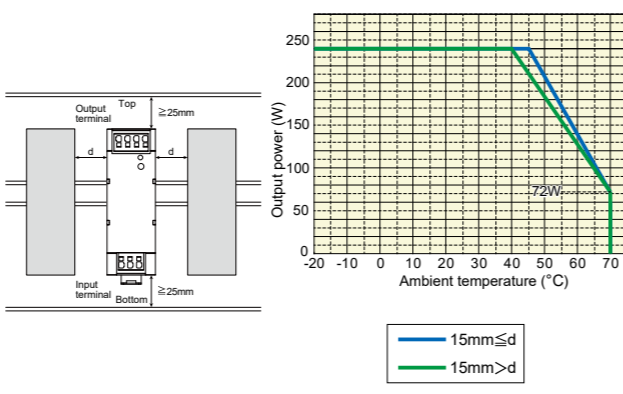 Output
terminal
Top
≧25mm
d
d
Input
terminal
Bottom
≧25mm
Output power (W)
250
200
150
100
50
0
72W
-20 -10 0 10 20 30 40 50 60 70
Ambient temperature (°C)
15mm≦d
15mm＞d